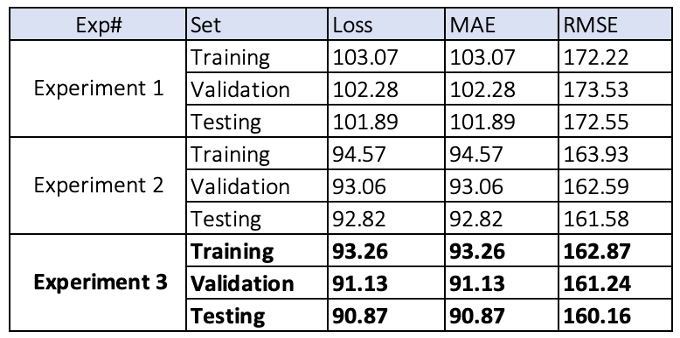 Exp# Set Loss MAE RMSE
Experiment 1 Training 103.07 103.07 172.22
Validation 102.28 102.28 173.53
Testing 101.89 101.89 172.55
Experiment 2 Training 94.57 94.57 163.93
Validation 93.06 93.06 162.59
Testing 92.82 92.82 161.58
Experiment 3 Training 93.26 93.26 162.87
Validation 91.13 91.13 161.24
Testing 90.87 90.87 160.16